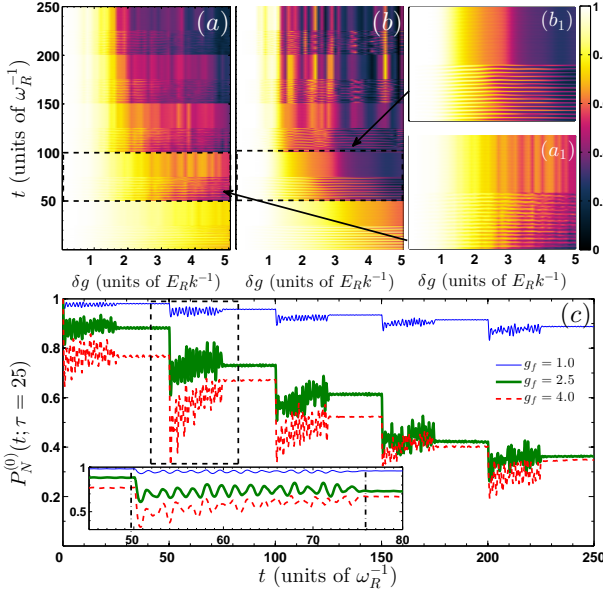 250
200
150
100
50
t (units of ω_R^{-1})
(a)
(b)
(b_1)
(a_1)
1
0.8
0.6
0.4
0.2
0
1 2 3 4 5
δg (units of E_R k^{-1})
1 2 3 4 5
δg (units of E_R k^{-1})
1 2 3 4 5
δg (units of E_R k^{-1})
(c)
P_N^{(0)}(t; τ = 25)
1
0.8
0.6
0.4
0.2
g_f = 1.0
g_f = 2.5
g_f = 4.0
1
0.5
50 60 70 80
0 50 100 150 200 250
t (units of ω_R^{-1})